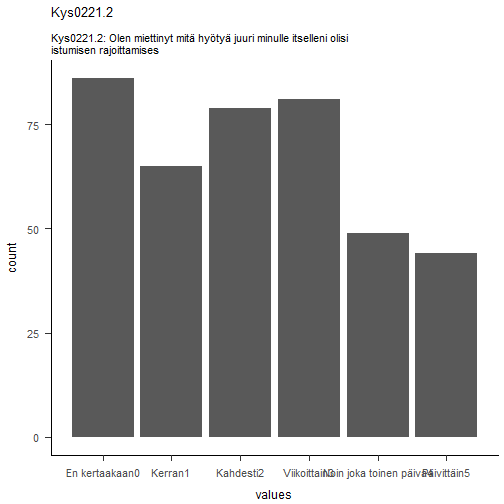 Kys0221.2
Kys0221.2: Olen miettinyt mitä hyötyä juuri minulle itselleni olisi
istumisen rajoittamises
75
50
25
0
count
En kertaakaan0 Kerran1 Kahdesti2 Viikoittain3 Noin joka toinen päivä4 Päivittäin5
values